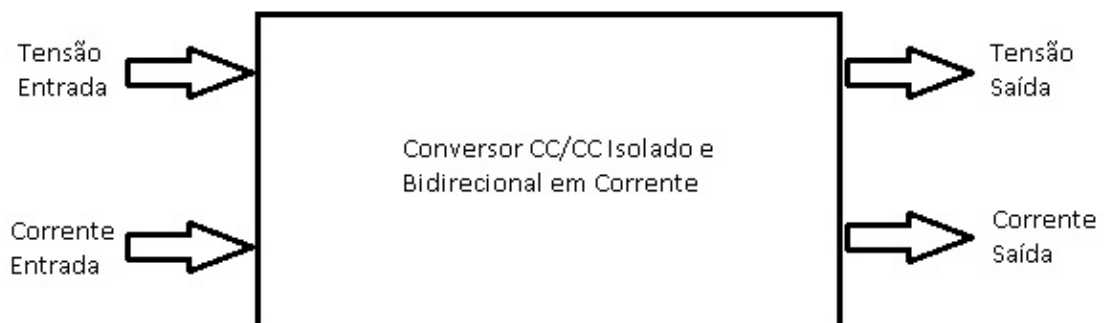 Tensão
Entrada
Tensão
Saída
Conversor CC/CC Isolado e
Bidirecional em Corrente
Corrente
Entrada
Corrente
Saída